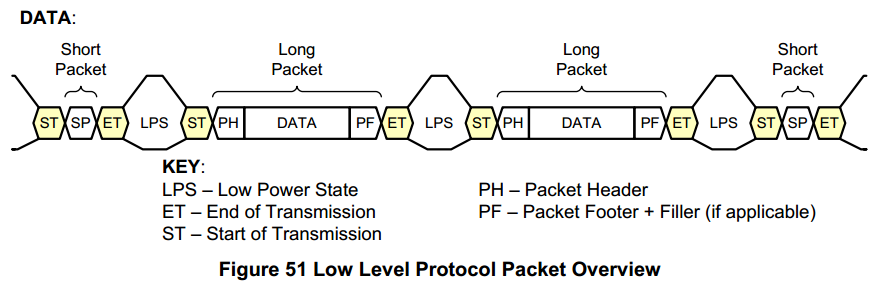 DATA:
Short
Packet
Long
Packet
Long
Packet
Short
Packet
ST SP ET LPS ST PH DATA PF ET LPS ST PH DATA PF ET LPS ST SP ET
KEY:
LPS – Low Power State
ET – End of Transmission
ST – Start of Transmission
PH – Packet Header
PF – Packet Footer + Filler (if applicable)
Figure 51 Low Level Protocol Packet Overview